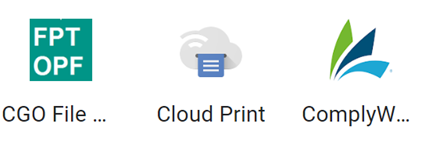 FPT
OPF
CGO File ...
Cloud Print
ComplyW...